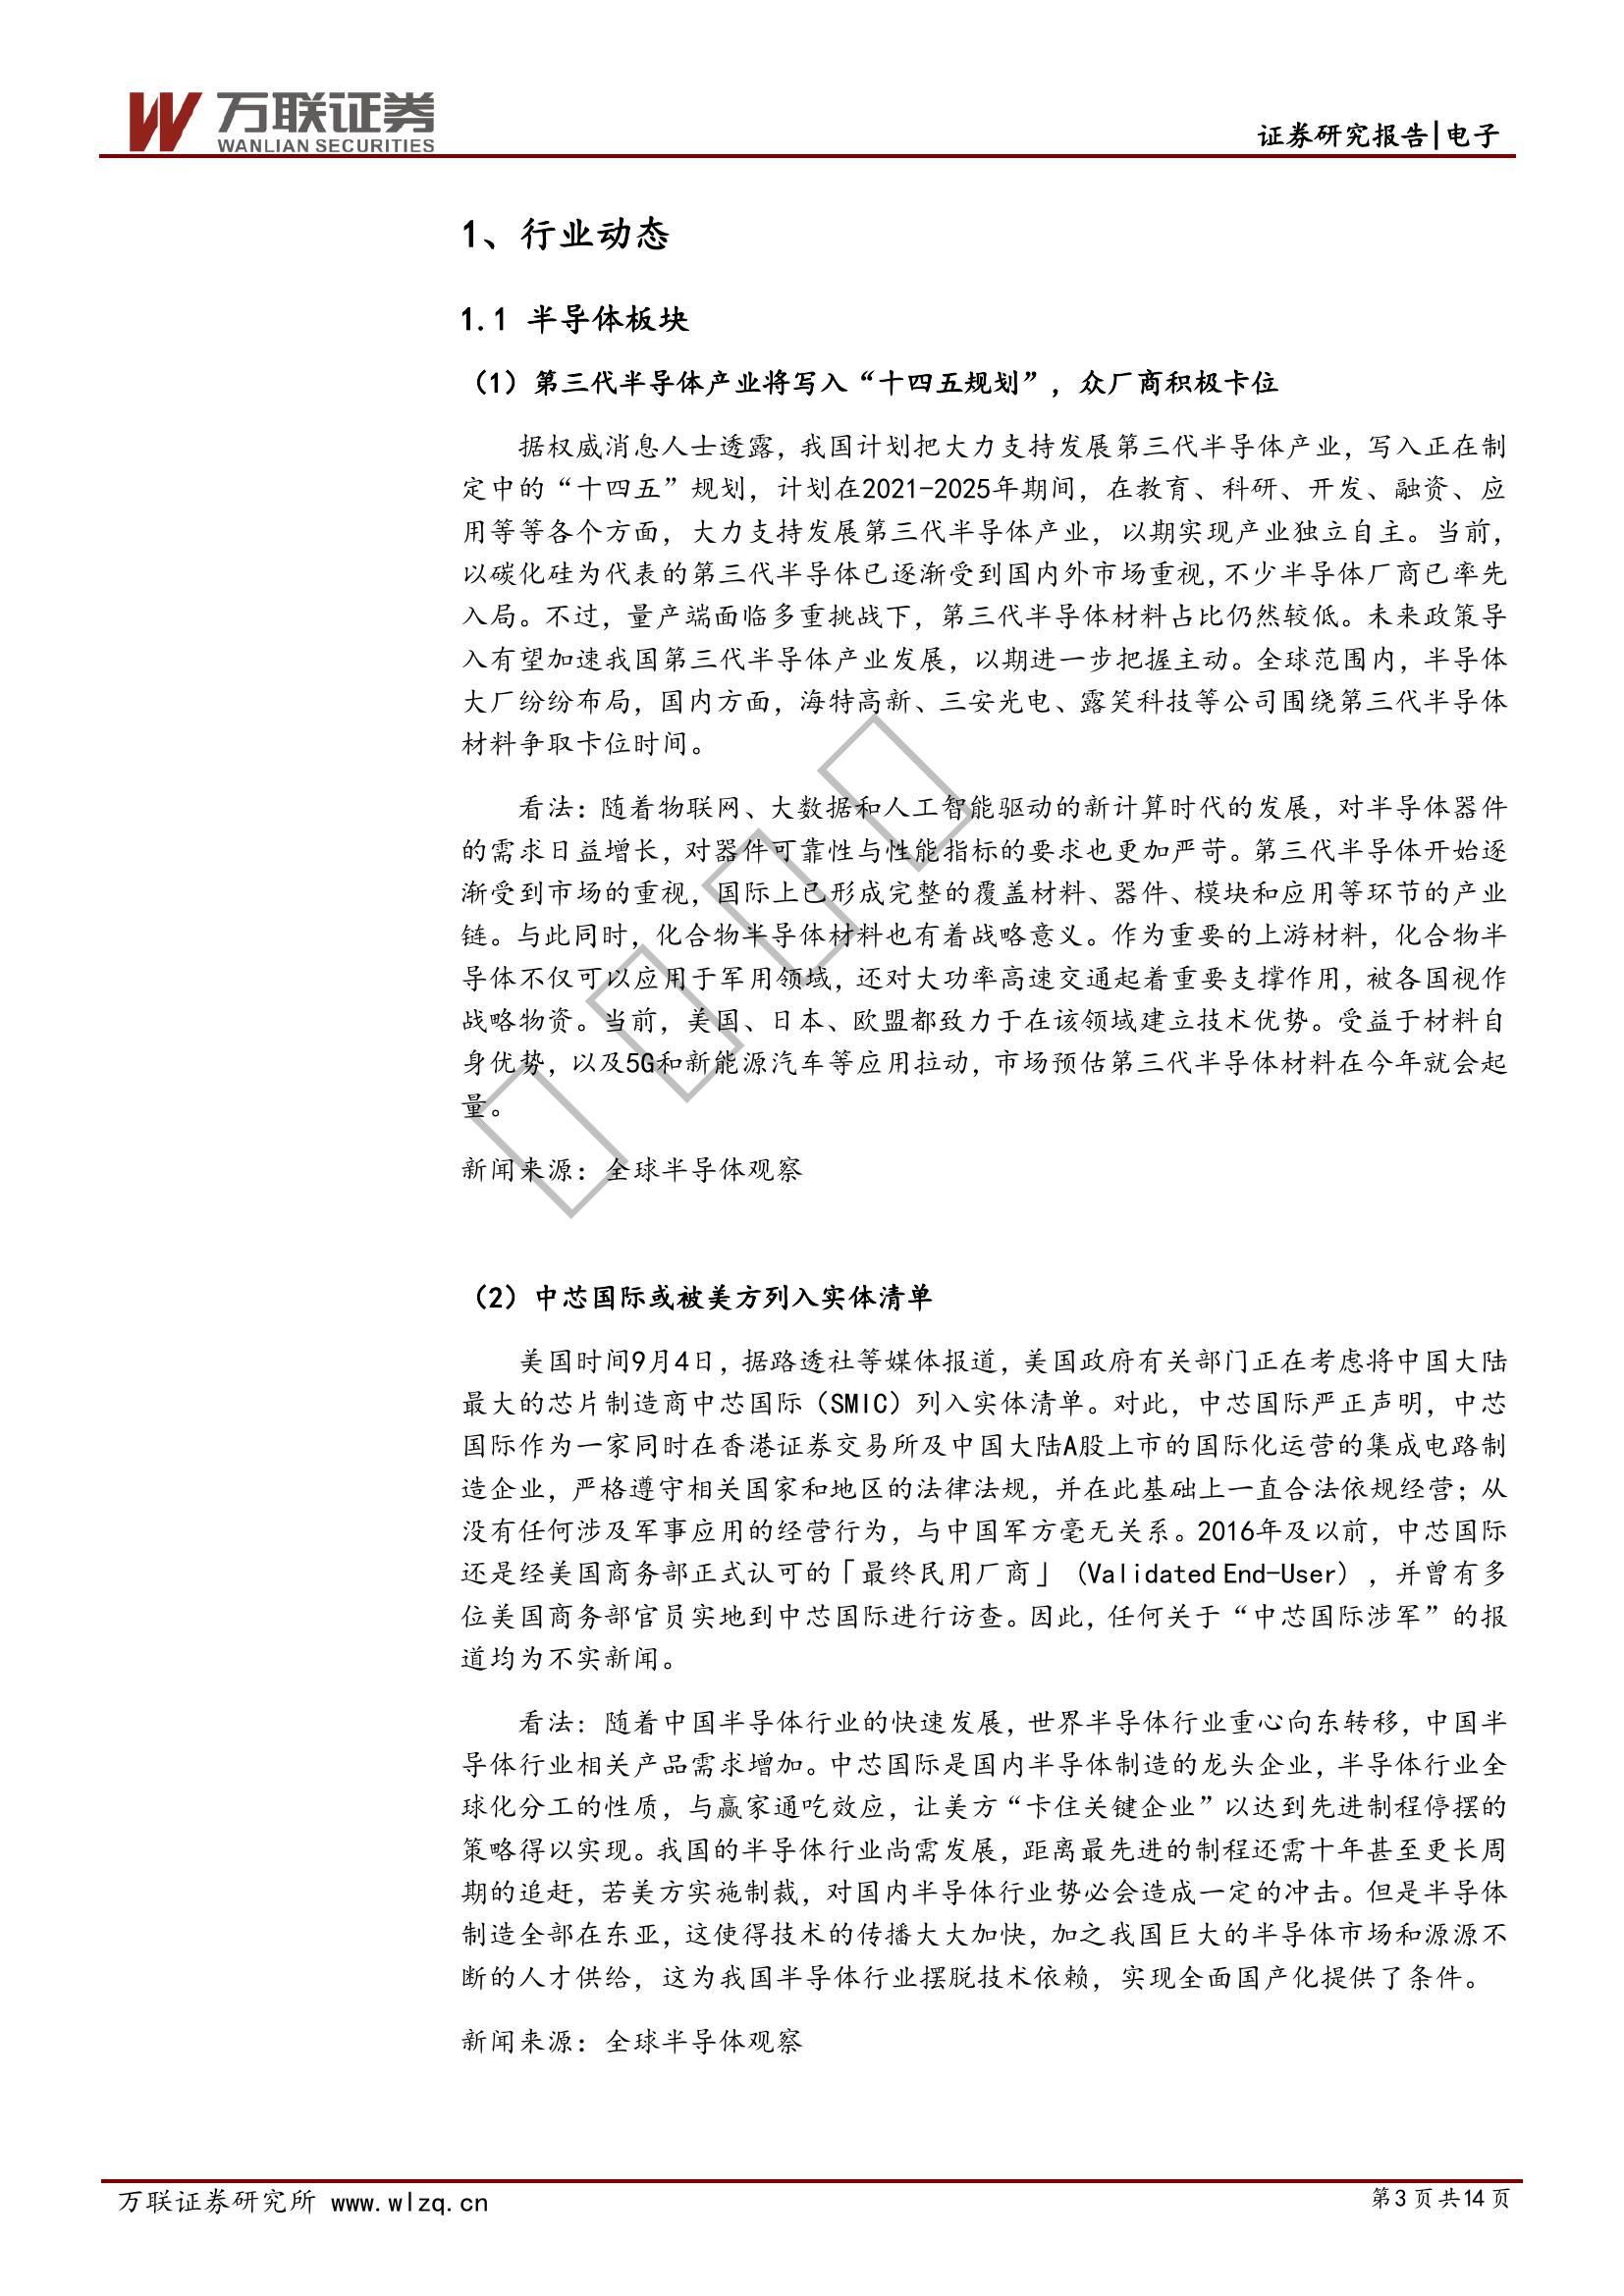 万联证券
WANLIAN SECURITIES
证券研究报告|电子
1、行业动态
1.1 半导体板块
（1）第三代半导体产业将写入“十四五规划”，众厂商积极卡位
据权威消息人士透露，我国计划把大力支持发展第三代半导体产业，写入正在制
定中的“十四五”规划，计划在2021-2025年期间，在教育、科研、开发、融资、应
用等等各个方面，大力支持发展第三代半导体产业，以期实现产业独立自主。当前，
以碳化硅为代表的第三代半导体已逐渐受到国内外市场重视，不少半导体厂商已率先
入局。不过，量产端面临多重挑战下，第三代半导体材料占比仍然较低。未来政策导
入有望加速我国第三代半导体产业发展，以期进一步把握主动。全球范围内，半导体
大厂纷纷布局，国内方面，海特高新、三安光电、露笑科技等公司围绕第三代半导体
材料争取卡位时间。
看法：随着物联网、大数据和人工智能驱动的新计算时代的发展，对半导体器件
的需求日益增长，对器件可靠性与性能指标的要求也更加严苛。第三代半导体开始逐
渐受到市场的重视，国际上已形成完整的覆盖材料、器件、模块和应用等环节的产业
链。与此同时，化合物半导体材料也有着战略意义。作为重要的上游材料，化合物半
导体不仅可以应用于军用领域，还对大功率高速交通起着重要支撑作用，被各国视作
战略物资。当前，美国、日本、欧盟都致力于在该领域建立技术优势。受益于材料自
身优势，以及5G和新能源汽车等应用拉动，市场预估第三代半导体材料在今年就会起
量。
新闻来源：全球半导体观察
（2）中芯国际或被美方列入实体清单
美国时间9月4日，据路透社等媒体报道，美国政府有关部门正在考虑将中国大陆
最大的芯片制造商中芯国际（SMIC）列入实体清单。对此，中芯国际严正声明，中芯
国际作为一家同时在香港证券交易所及中国大陆A股上市的国际化运营的集成电路制
造企业，严格遵守相关国家和地区的法律法规，并在此基础上一直合法依规经营；从
没有任何涉及军事应用的经营行为，与中国军方毫无关系。2016年及以前，中芯国际
还是经美国商务部正式认可的「最终民用厂商」（Validated End-User），并曾有多
位美国商务部官员实地到中芯国际进行访查。因此，任何关于“中芯国际涉军”的报
道均为不实新闻。
看法：随着中国半导体行业的快速发展，世界半导体行业重心向东转移，中国半
导体行业相关产品需求增加。中芯国际是国内半导体制造的龙头企业，半导体行业全
球化分工的性质，与赢家通吃效应，让美方“卡住关键企业”以达到先进制程停摆的
策略得以实现。我国的半导体行业尚需发展，距离最先进的制程还需十年甚至更长周
期的追赶，若美方实施制裁，对国内半导体行业势必会造成一定的冲击。但是半导体
制造全部在东亚，这使得技术的传播大大加快，加之我国巨大的半导体市场和源源不
断的人才供给，这为我国半导体行业摆脱技术依赖，实现全面国产化提供了条件。
新闻来源：全球半导体观察
万联证券研究所 www.wlzq.cn
第3页共14页